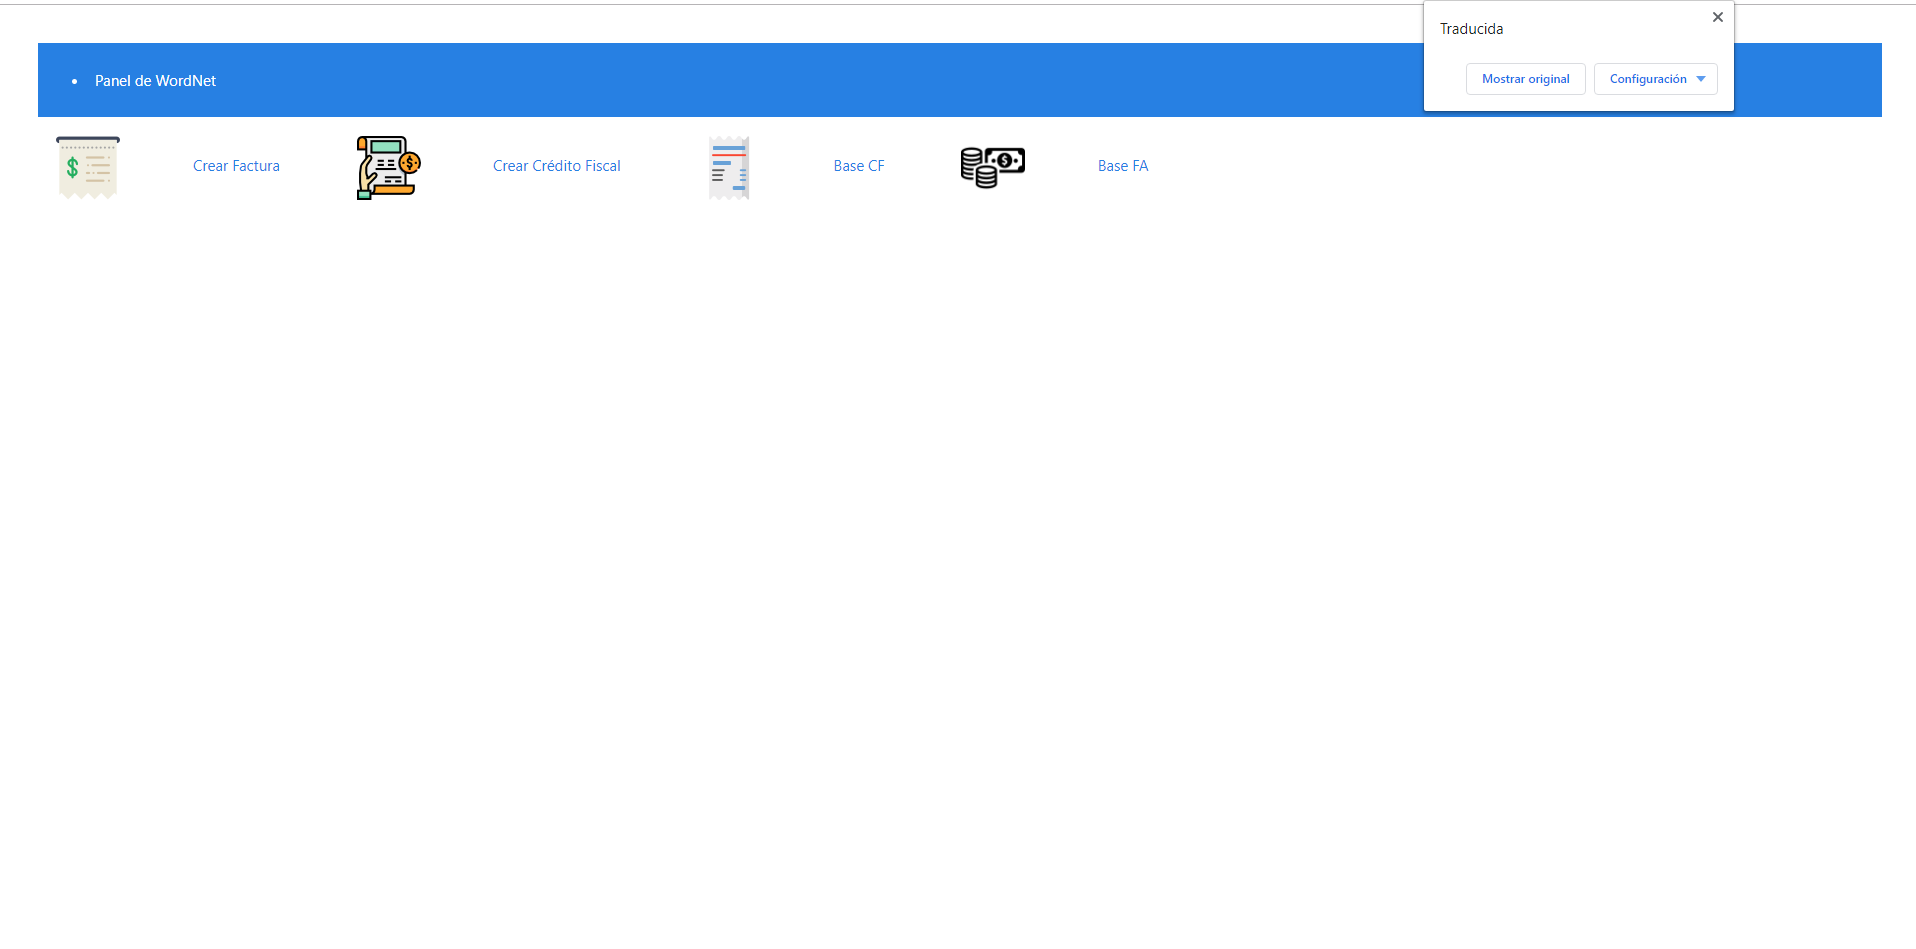 Traducida
Mostrar original Configuración
• Panel de WordNet
Crear Factura Crear Crédito Fiscal Base CF Base FA